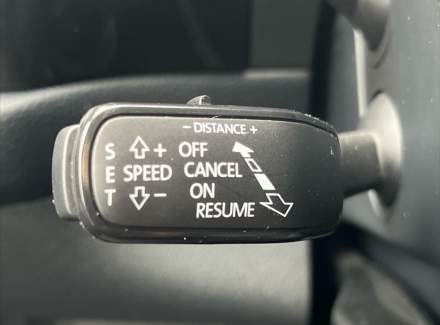 - DISTANCE +
S + OFF
E SPEED CANCEL
T - ON
RESUME